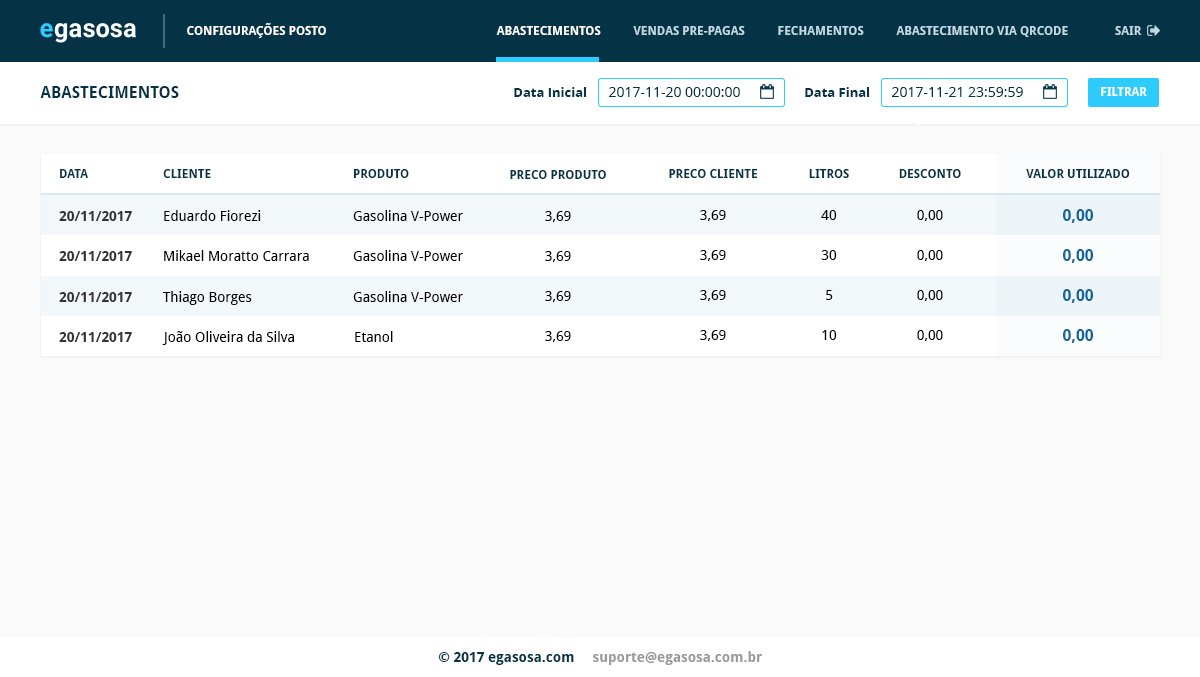 egasosa CONFIGURAÇÕES POSTO ABASTECIMENTOS VENDAS PRE-PAGAS FECHAMENTOS ABASTECIMENTO VIA QRCODE SAIR
ABASTECIMENTOS Data Inicial 2017-11-20 00:00:00 Data Final 2017-11-21 23:59:59 FILTRAR
DATA CLIENTE PRODUTO PRECO PRODUTO PRECO CLIENTE LITROS DESCONTO VALOR UTILIZADO
20/11/2017 Eduardo Fiorezi Gasolina V-Power 3,69 3,69 40 0,00 0,00
20/11/2017 Mikael Moratto Carrara Gasolina V-Power 3,69 3,69 30 0,00 0,00
20/11/2017 Thiago Borges Gasolina V-Power 3,69 3,69 5 0,00 0,00
20/11/2017 João Oliveira da Silva Etanol 3,69 3,69 10 0,00 0,00
© 2017 egasosa.com suporte@egasosa.com.br